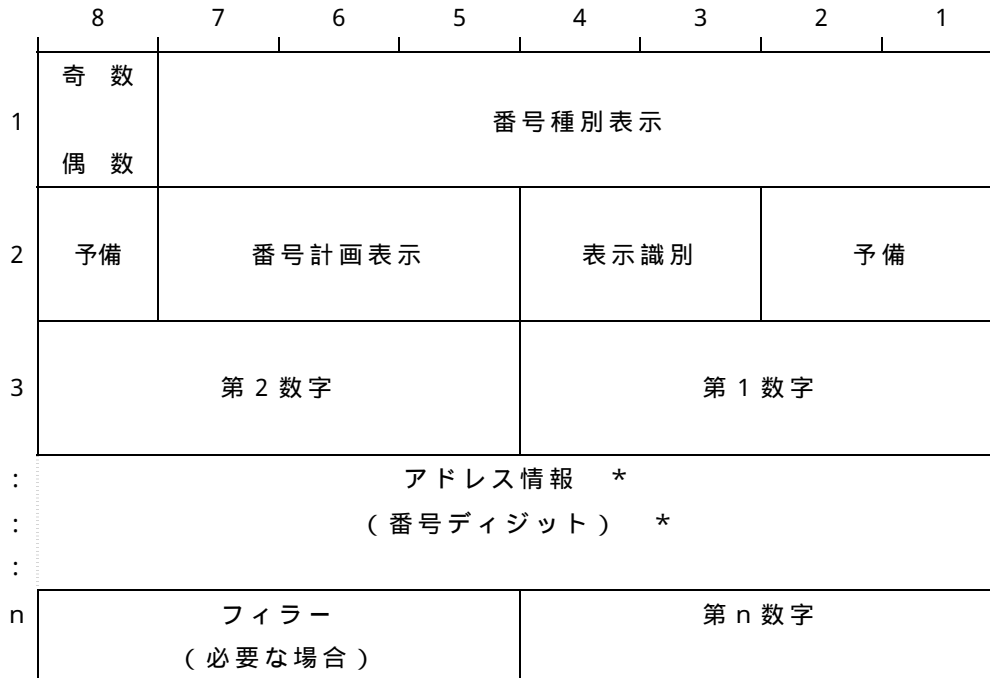 8 7 6 5 4 3 2 1
奇 数
1 番号種別表示
偶 数
2 予備 番号計画表示 表示識別 予備
3 第2数字 第1数字
: アドレス情報 *
: (番号ディジット) *
:
n フィラー 第n数字
(必要な場合)